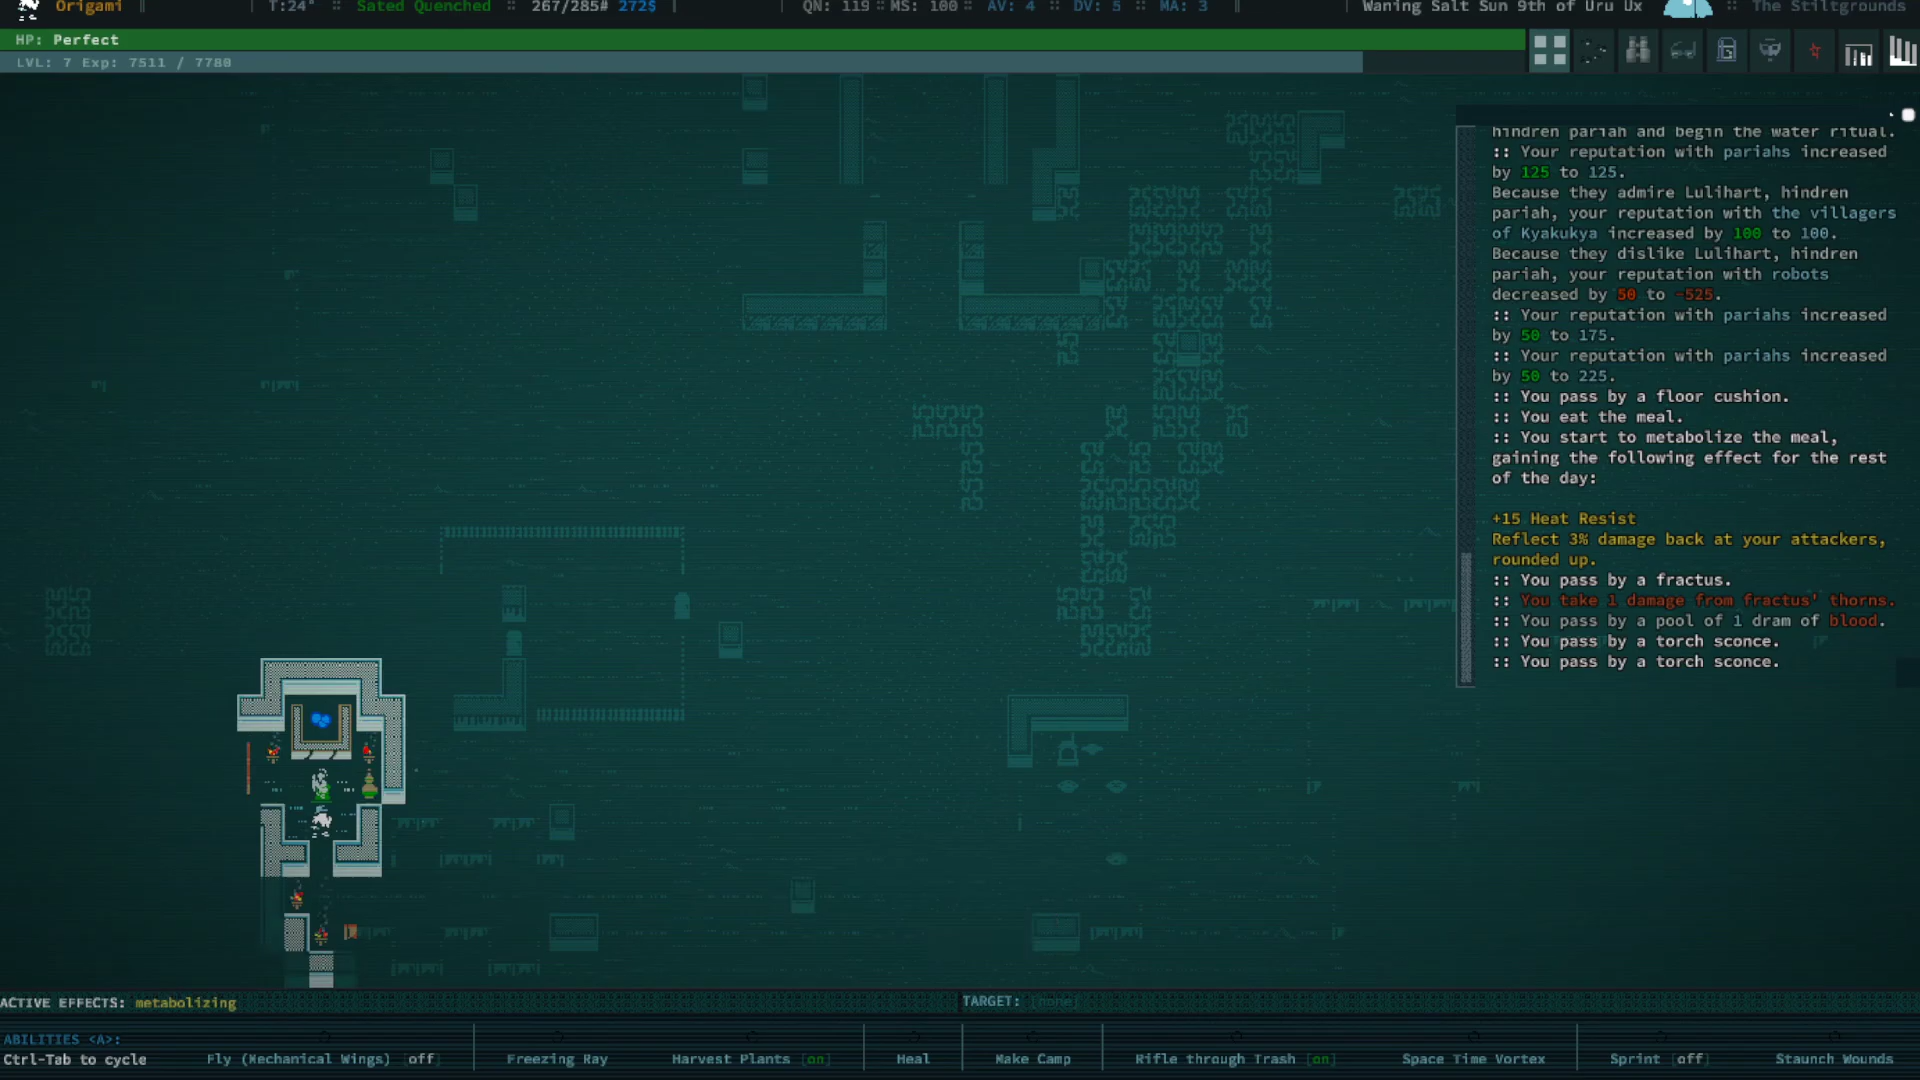 Origami T:24° :: Sated Quenched :: 267/285# 272$ QN: 119 :: MS: 100 :: AV: 4 :: DV: 5 :: MA: 3 Waning Salt Sun 9th of Uru Ux :: The Stiltgrounds
HP: Perfect
LVL: 7 Exp: 7511 / 7780
hindren pariah and begin the water ritual.
:: Your reputation with pariahs increased
by 125 to 125.
Because they admire Lulihart, hindren
pariah, your reputation with the villagers
of Kyakukya increased by 100 to 100.
Because they dislike Lulihart, hindren
pariah, your reputation with robots
decreased by 50 to -525.
:: Your reputation with pariahs increased
by 50 to 175.
:: Your reputation with pariahs increased
by 50 to 225.
:: You pass by a floor cushion.
:: You eat the meal.
:: You start to metabolize the meal,
gaining the following effect for the rest
of the day:
+15 Heat Resist
Reflect 3% damage back at your attackers,
rounded up.
:: You pass by a fractus.
:: You take 1 damage from fractus' thorns.
:: You pass by a pool of 1 dram of blood.
:: You pass by a torch sconce.
:: You pass by a torch sconce.
ACTIVE EFFECTS: metabolizing TARGET: [none]
ABILITIES <A>:
Ctrl-Tab to cycle Fly (Mechanical Wings) [off] Freezing Ray Harvest Plants [on] Heal Make Camp Rifle through Trash [on] Space Time Vortex Sprint [off] Staunch Wounds